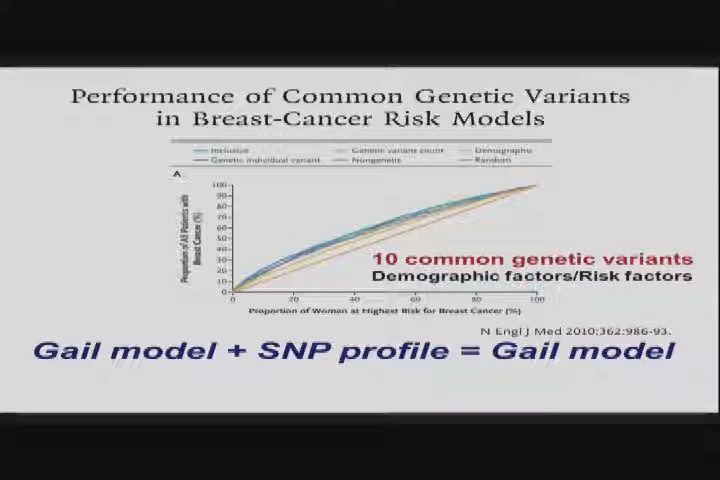 Performance of Common Genetic Variants
in Breast-Cancer Risk Models
Inclusive Genetic variant count Demographic
Genetic individual variant Nongenetic Random
A
100
90
80
70
60
50
40
30
20
10
0
Proportion of All Patients with
Breast Cancer (%)
10 common genetic variants
Demographic factors/Risk factors
0 20 40 60 80 100
Proportion of Women at Highest Risk for Breast Cancer (%)
N Engl J Med 2010;362:986-93.
Gail model + SNP profile = Gail model